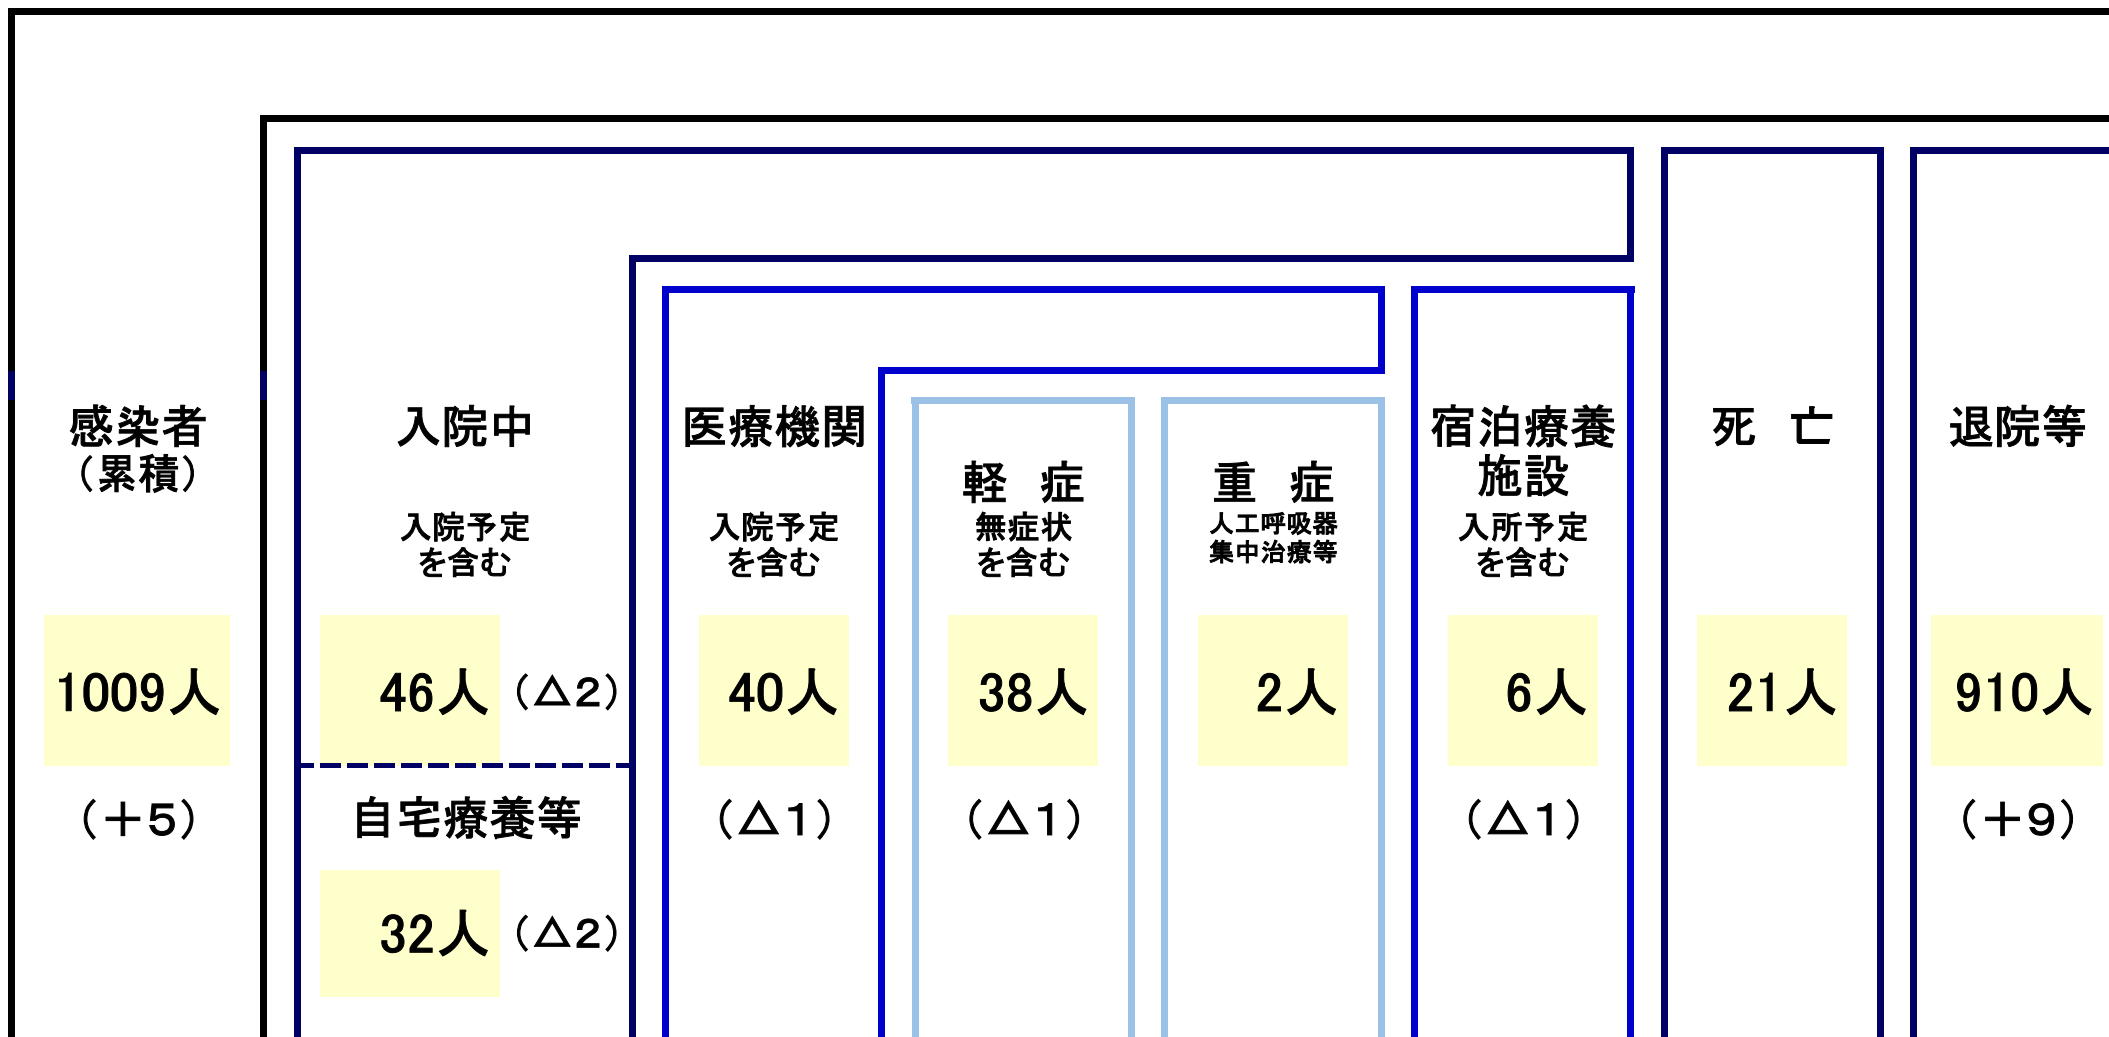 感染者
（累積）
1009人
（＋5）
入院中
入院予定
を含む
46人（△2）
自宅療養等
32人（△2）
医療機関
入院予定
を含む
40人
（△1）
軽　症
無症状
を含む
38人
（△1）
重　症
人工呼吸器
集中治療等
2人
宿泊療養
施設
入所予定
を含む
6人
（△1）
死　亡
21人
退院等
910人
（＋9）